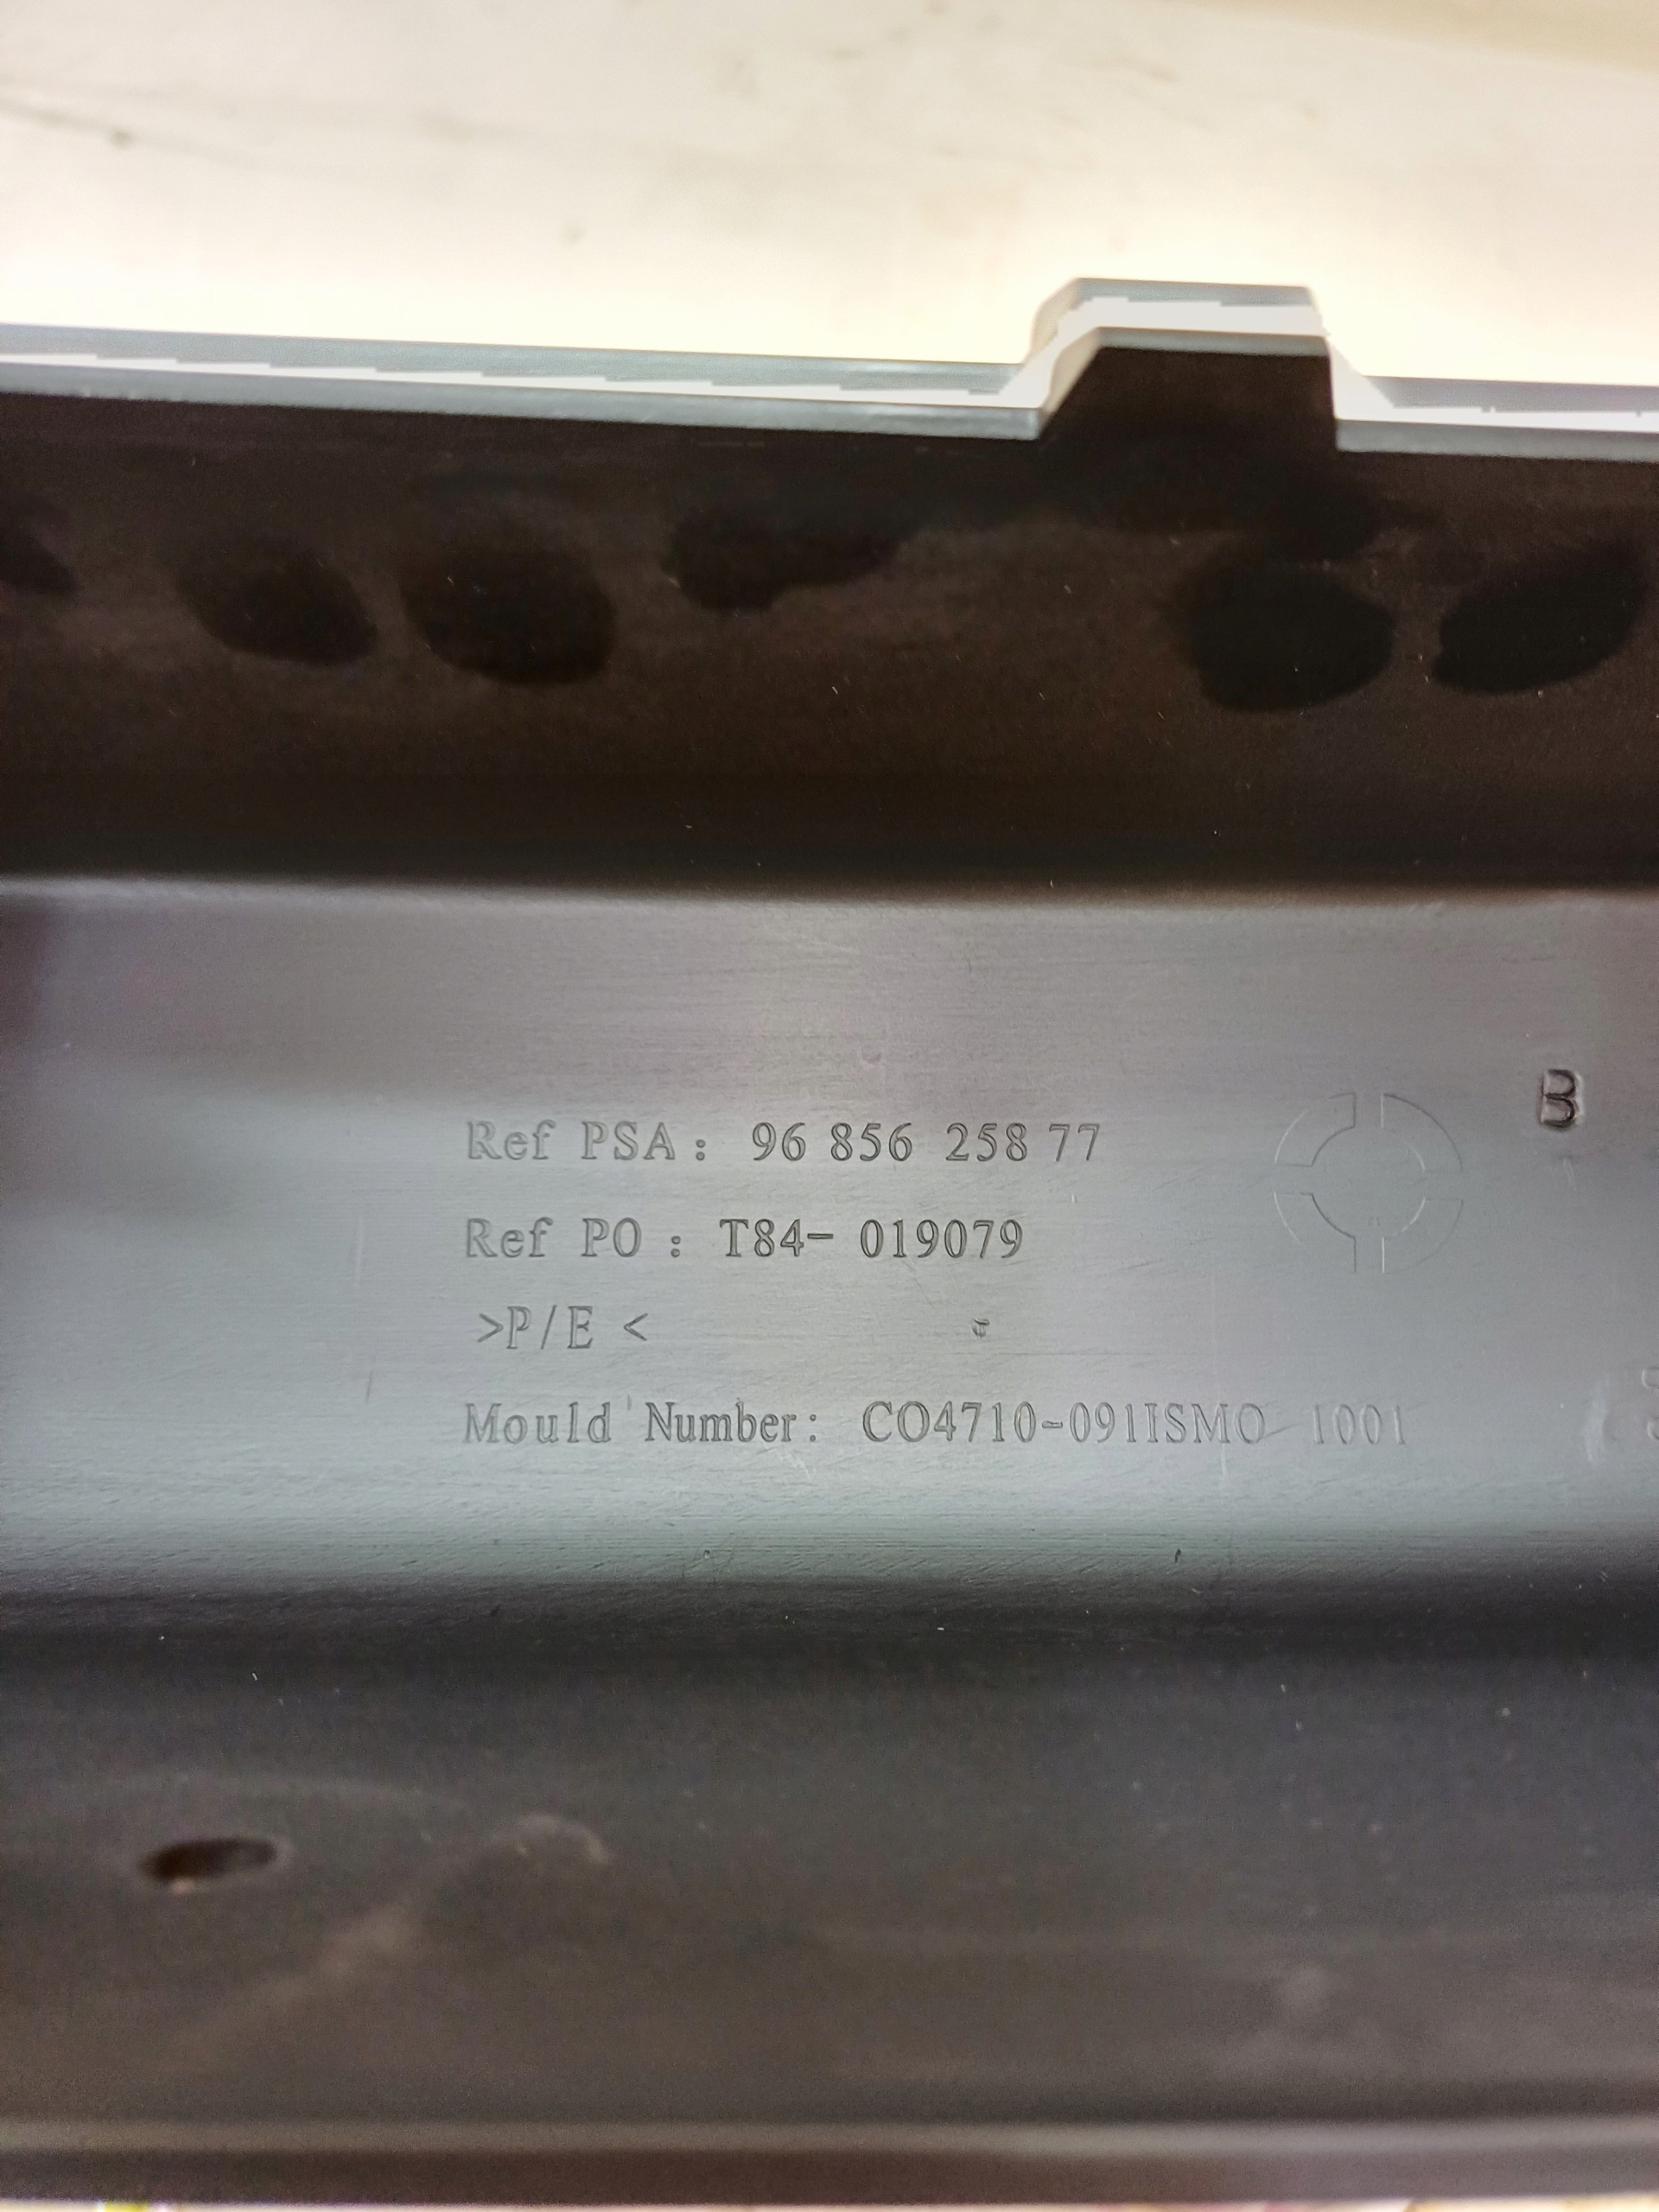 B
Ref PSA: 96 856 258 77
Ref PO : T84- 019079
>P/E <
Mould Number: CO4710-091ISMO 1001